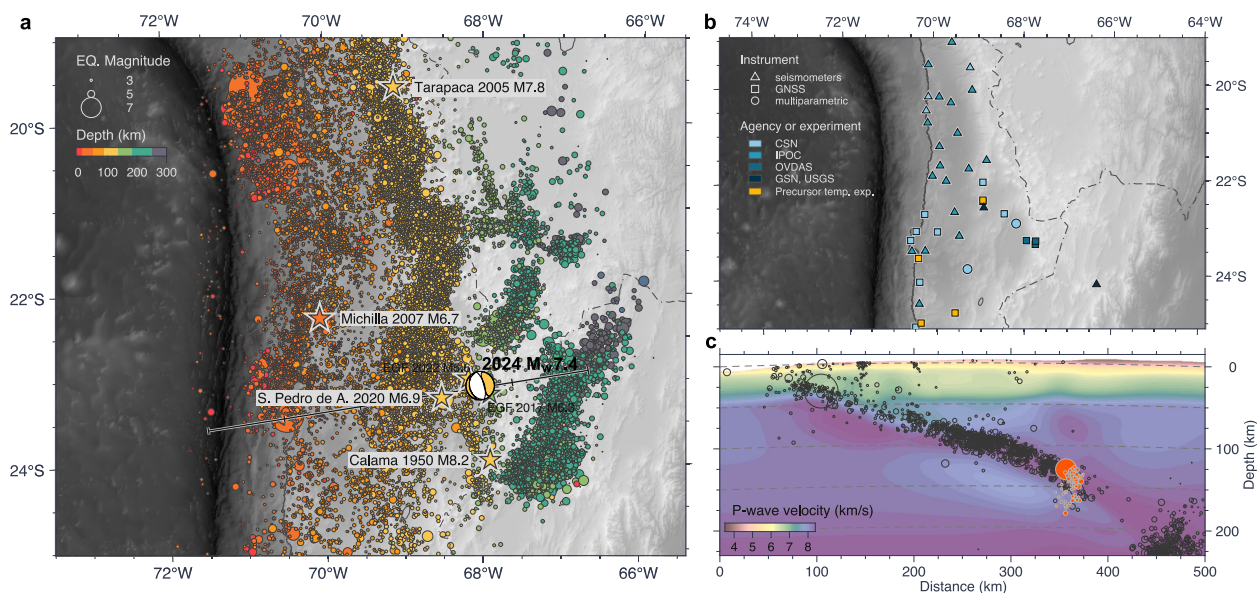 a
72°W 70°W 68°W 66°W
EQ. Magnitude
3
5
7
Depth (km)
0 100 200 300
20°S
22°S
24°S
Tarapaca 2005 M7.8
Michilla 2007 M6.7
2024 Mw7.4
S. Pedro de A. 2020 M6.9
Calama 1950 M8.2
72°W 70°W 68°W 66°W
b
74°W 72°W 70°W 68°W 66°W 64°W
Instrument
seismometers
GNSS
multiparametric
Agency or experiment
CSN
IPOC
OVDAS
GSN, USGS
Precursor temp. exp.
20°S
22°S
24°S
c
0
100
200
Depth(km)
P-wave velocity (km/s)
4 5 6 7 8
0 100 200 300 400 500
Distance (km)